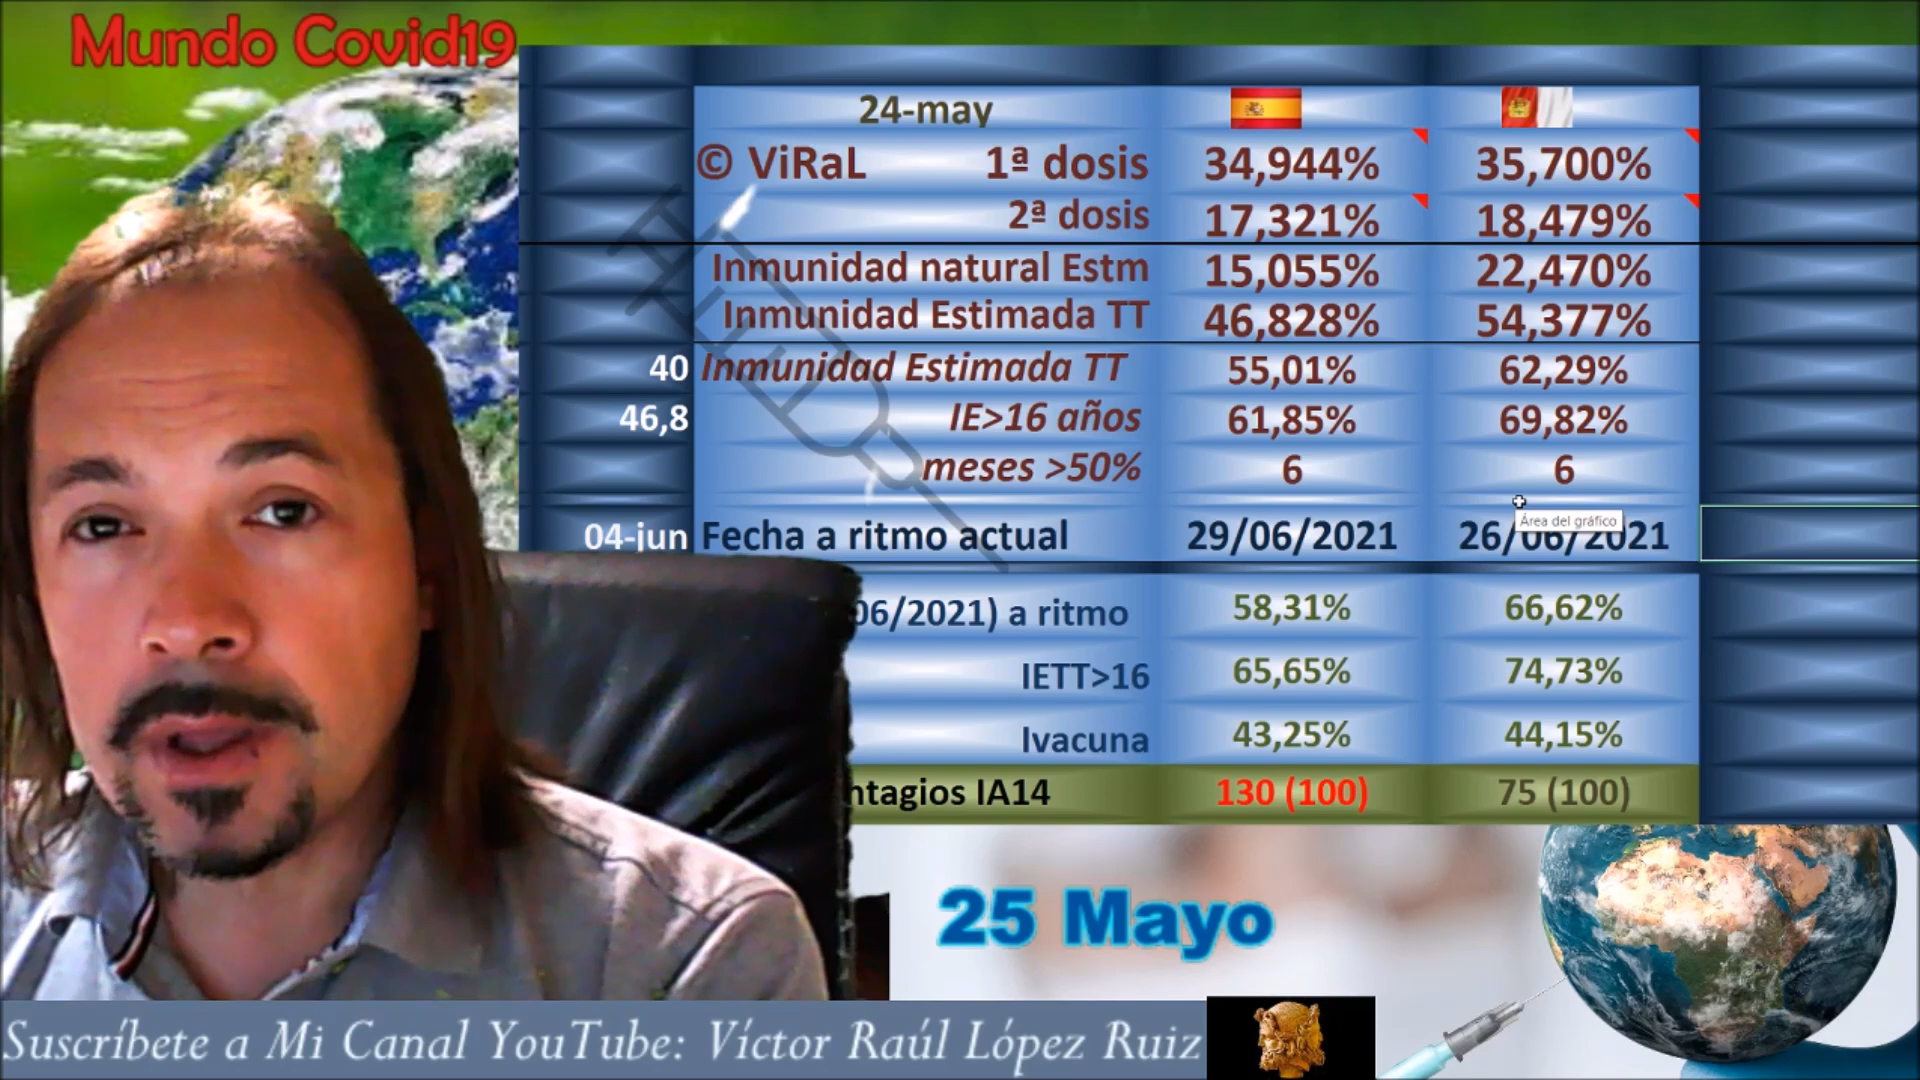 Mundo Covid19
24-may
© ViRaL 1ª dosis 34,944% 35,700%
2ª dosis 17,321% 18,479%
Inmunidad natural Estm 15,055% 22,470%
Inmunidad Estimada TT 46,828% 54,377%
40 Inmunidad Estimada TT 55,01% 62,29%
46,8 IE>16 años 61,85% 69,82%
meses >50% 6 6
Área del gráfico
04-jun Fecha a ritmo actual 29/06/2021 26/06/2021
06/2021) a ritmo 58,31% 66,62%
IETT>16 65,65% 74,73%
Ivacuna 43,25% 44,15%
ntagios IA14 130 (100) 75 (100)
25 Mayo
Suscríbete a Mi Canal YouTube: Víctor Raúl López Ruiz